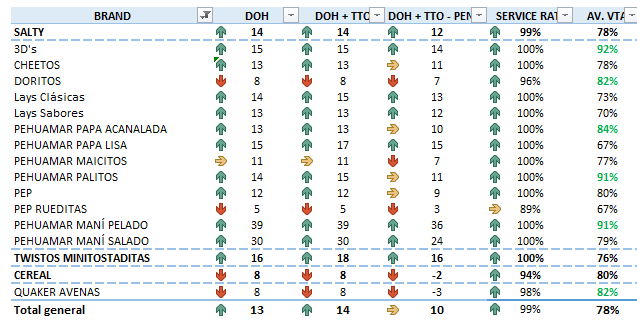 BRAND DOH DOH + TTO DOH + TTO - PEN SERVICE RAT AV. VTA
SALTY 14 14 12 99% 78%
3D's 15 15 14 100% 92%
CHEETOS 13 13 11 100% 78%
DORITOS 8 8 7 96% 82%
Lays Clásicas 14 15 13 100% 73%
Lays Sabores 13 13 12 100% 70%
PEHUAMAR PAPA ACANALADA 13 13 10 100% 84%
PEHUAMAR PAPA LISA 15 17 15 100% 67%
PEHUAMAR MAICITOS 11 11 7 100% 77%
PEHUAMAR PALITOS 14 15 11 100% 91%
PEP 12 12 9 100% 80%
PEP RUEDITAS 5 5 3 89% 67%
PEHUAMAR MANÍ PELADO 39 39 36 100% 91%
PEHUAMAR MANÍ SALADO 30 30 24 100% 79%
TWISTOS MINITOSTADITAS 16 18 16 100% 76%
CEREAL 8 8 -2 94% 80%
QUAKER AVENAS 8 8 -3 98% 82%
Total general 13 14 10 99% 78%